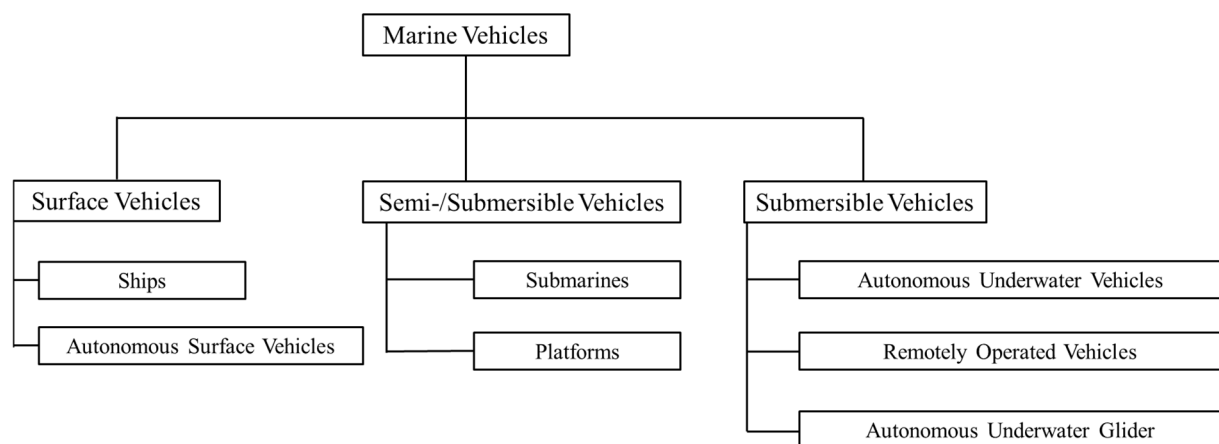 Marine Vehicles
Surface Vehicles
Semi-/Submersible Vehicles
Submersible Vehicles
Ships
Autonomous Surface Vehicles
Submarines
Platforms
Autonomous Underwater Vehicles
Remotely Operated Vehicles
Autonomous Underwater Glider